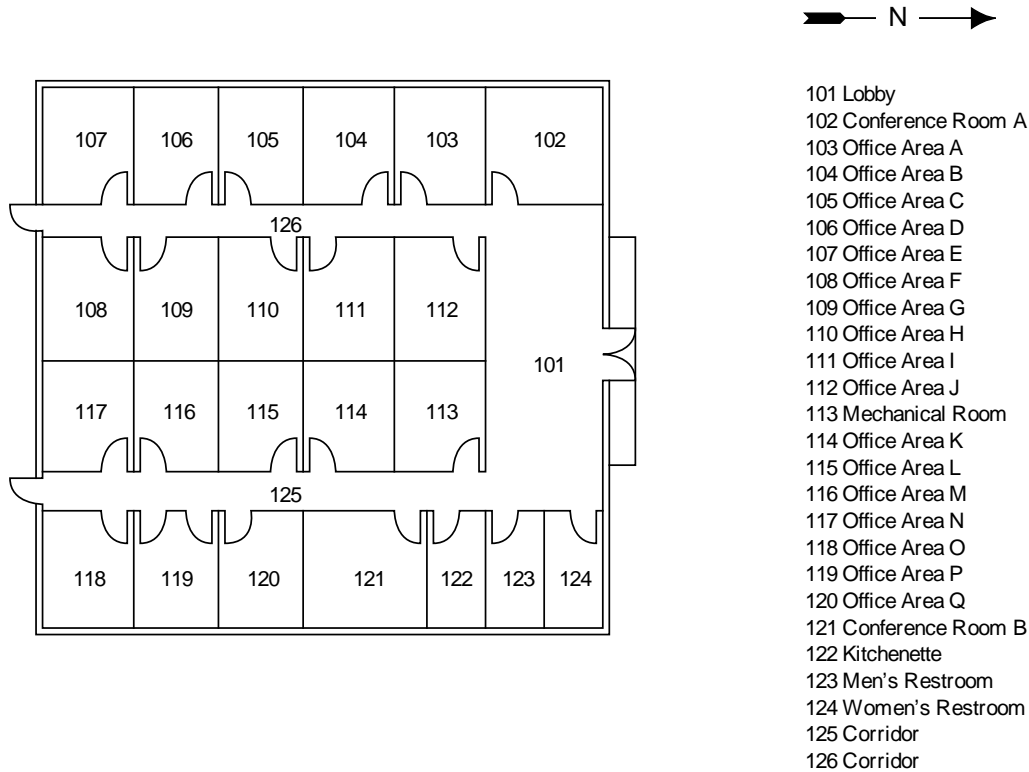 N
101 Lobby
102 Conference Room A
103 Office Area A
104 Office Area B
105 Office Area C
106 Office Area D
107 Office Area E
108 Office Area F
109 Office Area G
110 Office Area H
111 Office Area I
112 Office Area J
113 Mechanical Room
114 Office Area K
115 Office Area L
116 Office Area M
117 Office Area N
118 Office Area O
119 Office Area P
120 Office Area Q
121 Conference Room B
122 Kitchenette
123 Men's Restroom
124 Women's Restroom
125 Corridor
126 Corridor
107 106 105 104 103 102
126
108 109 110 111 112
101
117 116 115 114 113
125
118 119 120 121 122 123 124